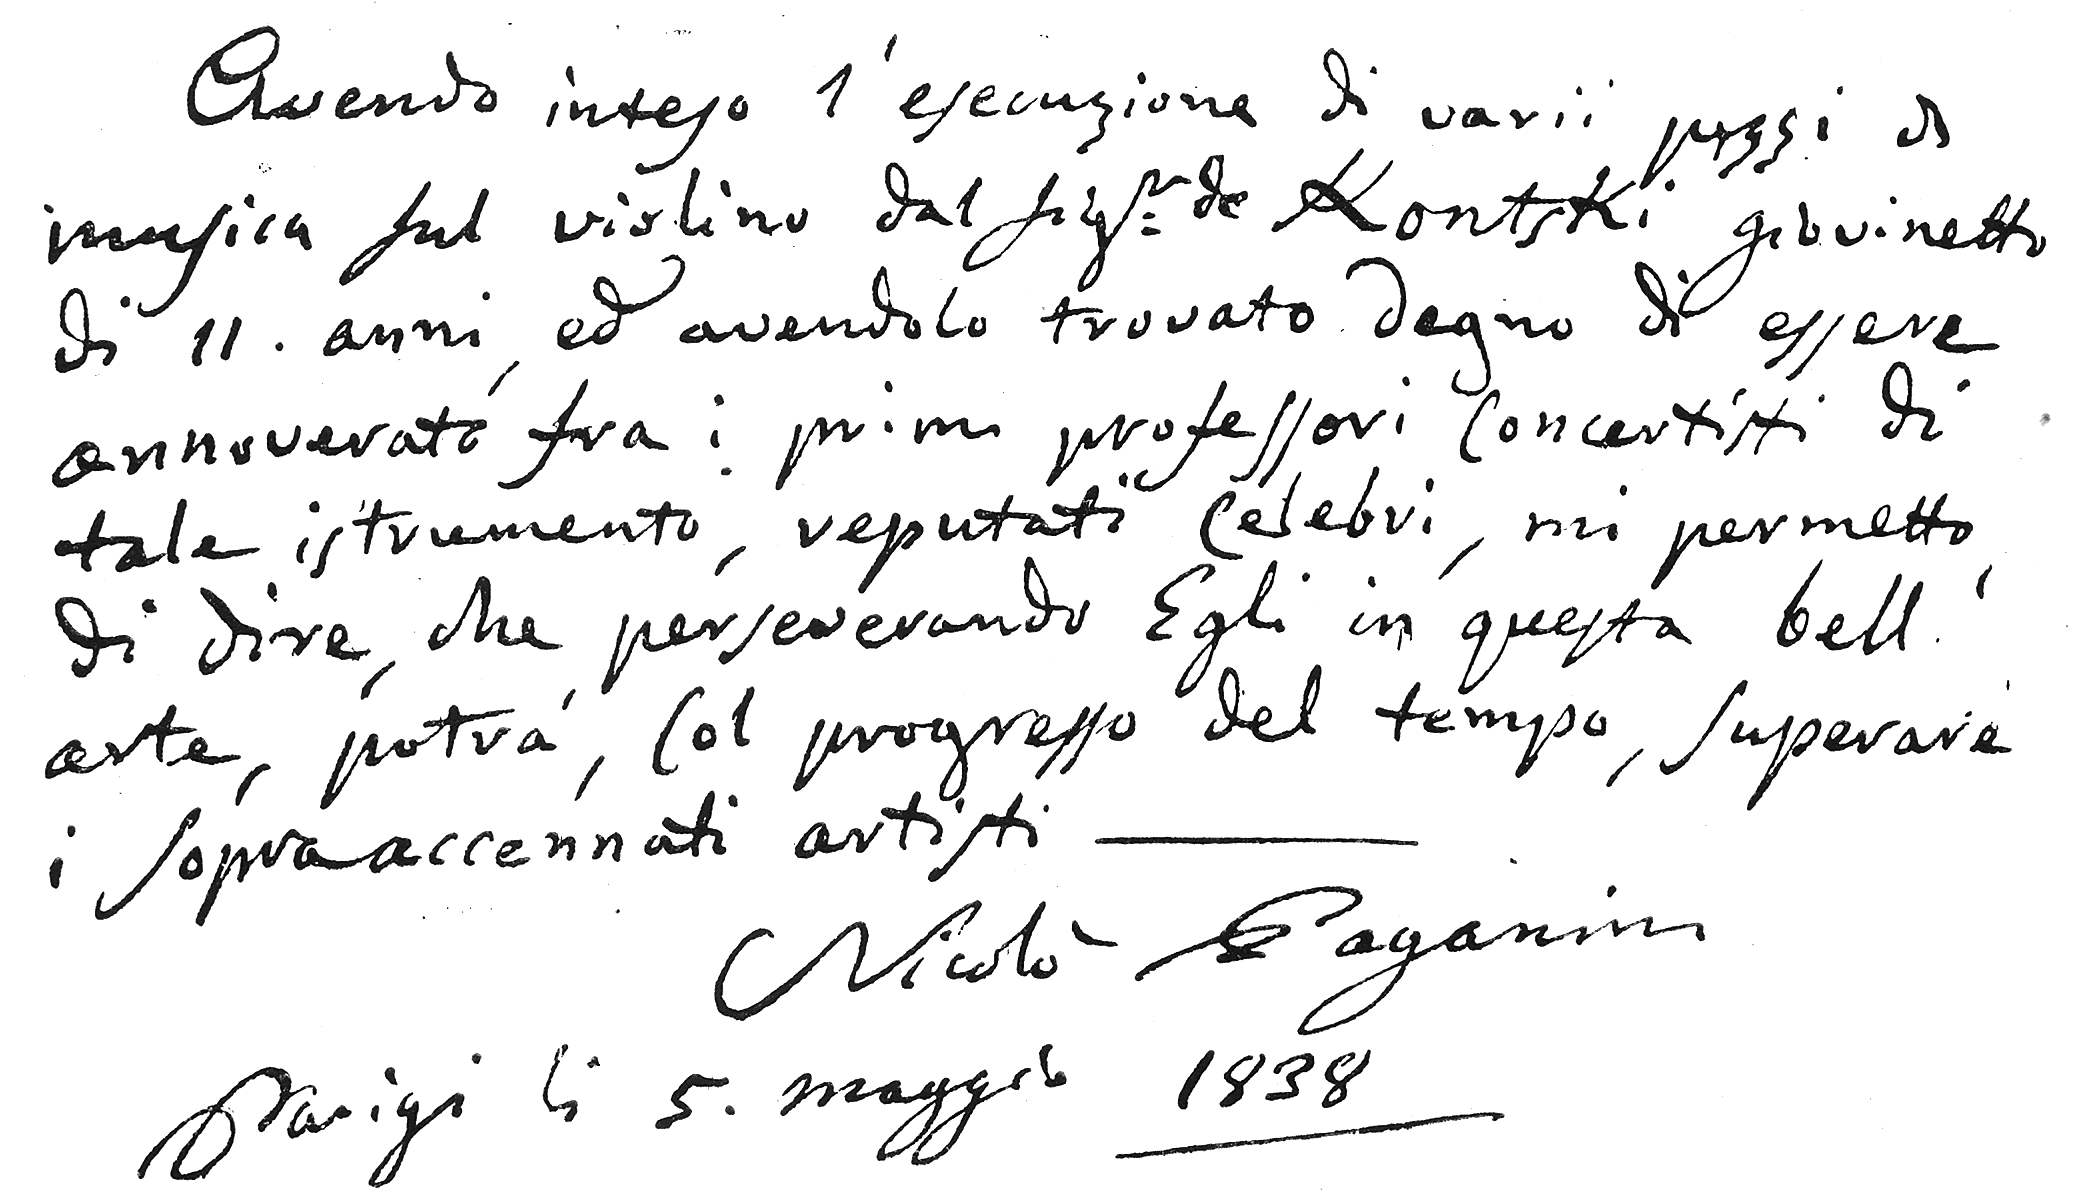 Avendo inteso l'esecuzione di varii pezzi di
musica sul violino dal Sigr. de Kontski giovinetto
di 11. anni, ed avendolo trovato degno di essere
annoverato fra i primi professori concertisti di
tale istrumento, reputati celebri, mi permetto,
di dire, che perseverando Egli in questa bell'
arte, potrá, col progresso del tempo, superare
i sopraaccennati artisti
Nicolò Paganini
Parigi li 5. maggio 1838